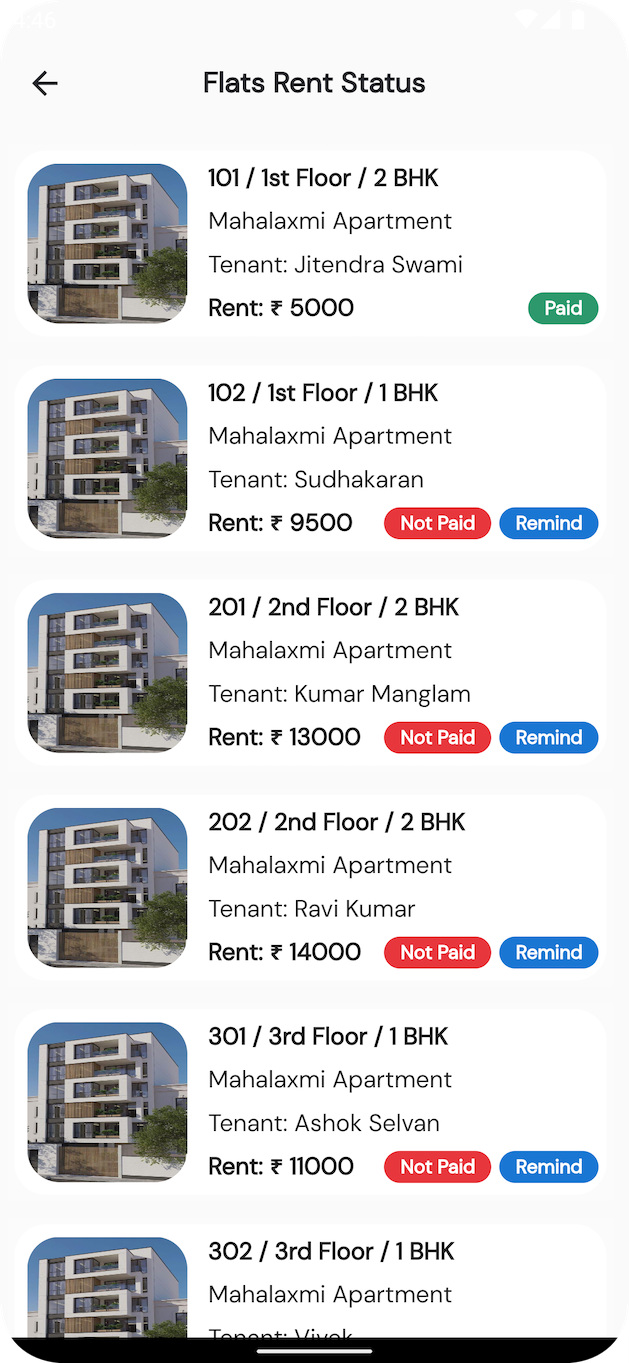 4:46
Flats Rent Status
101 / 1st Floor / 2 BHK
Mahalaxmi Apartment
Tenant: Jitendra Swami
Rent: ₹ 5000 Paid
102 / 1st Floor / 1 BHK
Mahalaxmi Apartment
Tenant: Sudhakaran
Rent: ₹ 9500 Not Paid Remind
201 / 2nd Floor / 2 BHK
Mahalaxmi Apartment
Tenant: Kumar Manglam
Rent: ₹ 13000 Not Paid Remind
202 / 2nd Floor / 2 BHK
Mahalaxmi Apartment
Tenant: Ravi Kumar
Rent: ₹ 14000 Not Paid Remind
301 / 3rd Floor / 1 BHK
Mahalaxmi Apartment
Tenant: Ashok Selvan
Rent: ₹ 11000 Not Paid Remind
302 / 3rd Floor / 1 BHK
Mahalaxmi Apartment
Tenant: Vivek